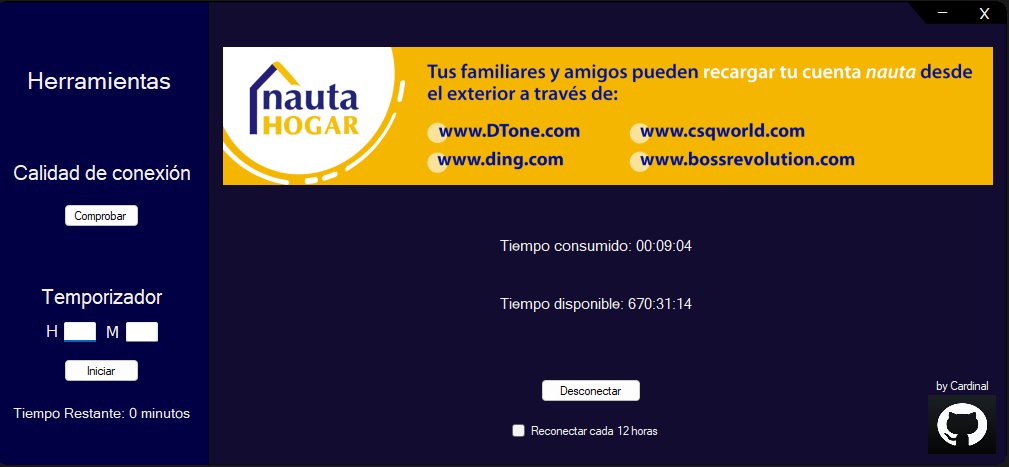 — X
Herramientas
Calidad de conexión
Comprobar
Temporizador
H M
Iniciar
Tiempo Restante: 0 minutos
nauta
HOGAR
Tus familiares y amigos pueden recargar tu cuenta nauta desde
el exterior a través de:
www.DTone.com www.csqworld.com
www.ding.com www.bossrevolution.com
Tiempo consumido: 00:09:04
Tiempo disponible: 670:31:14
Desconectar
Reconectar cada 12 horas
by Cardinal